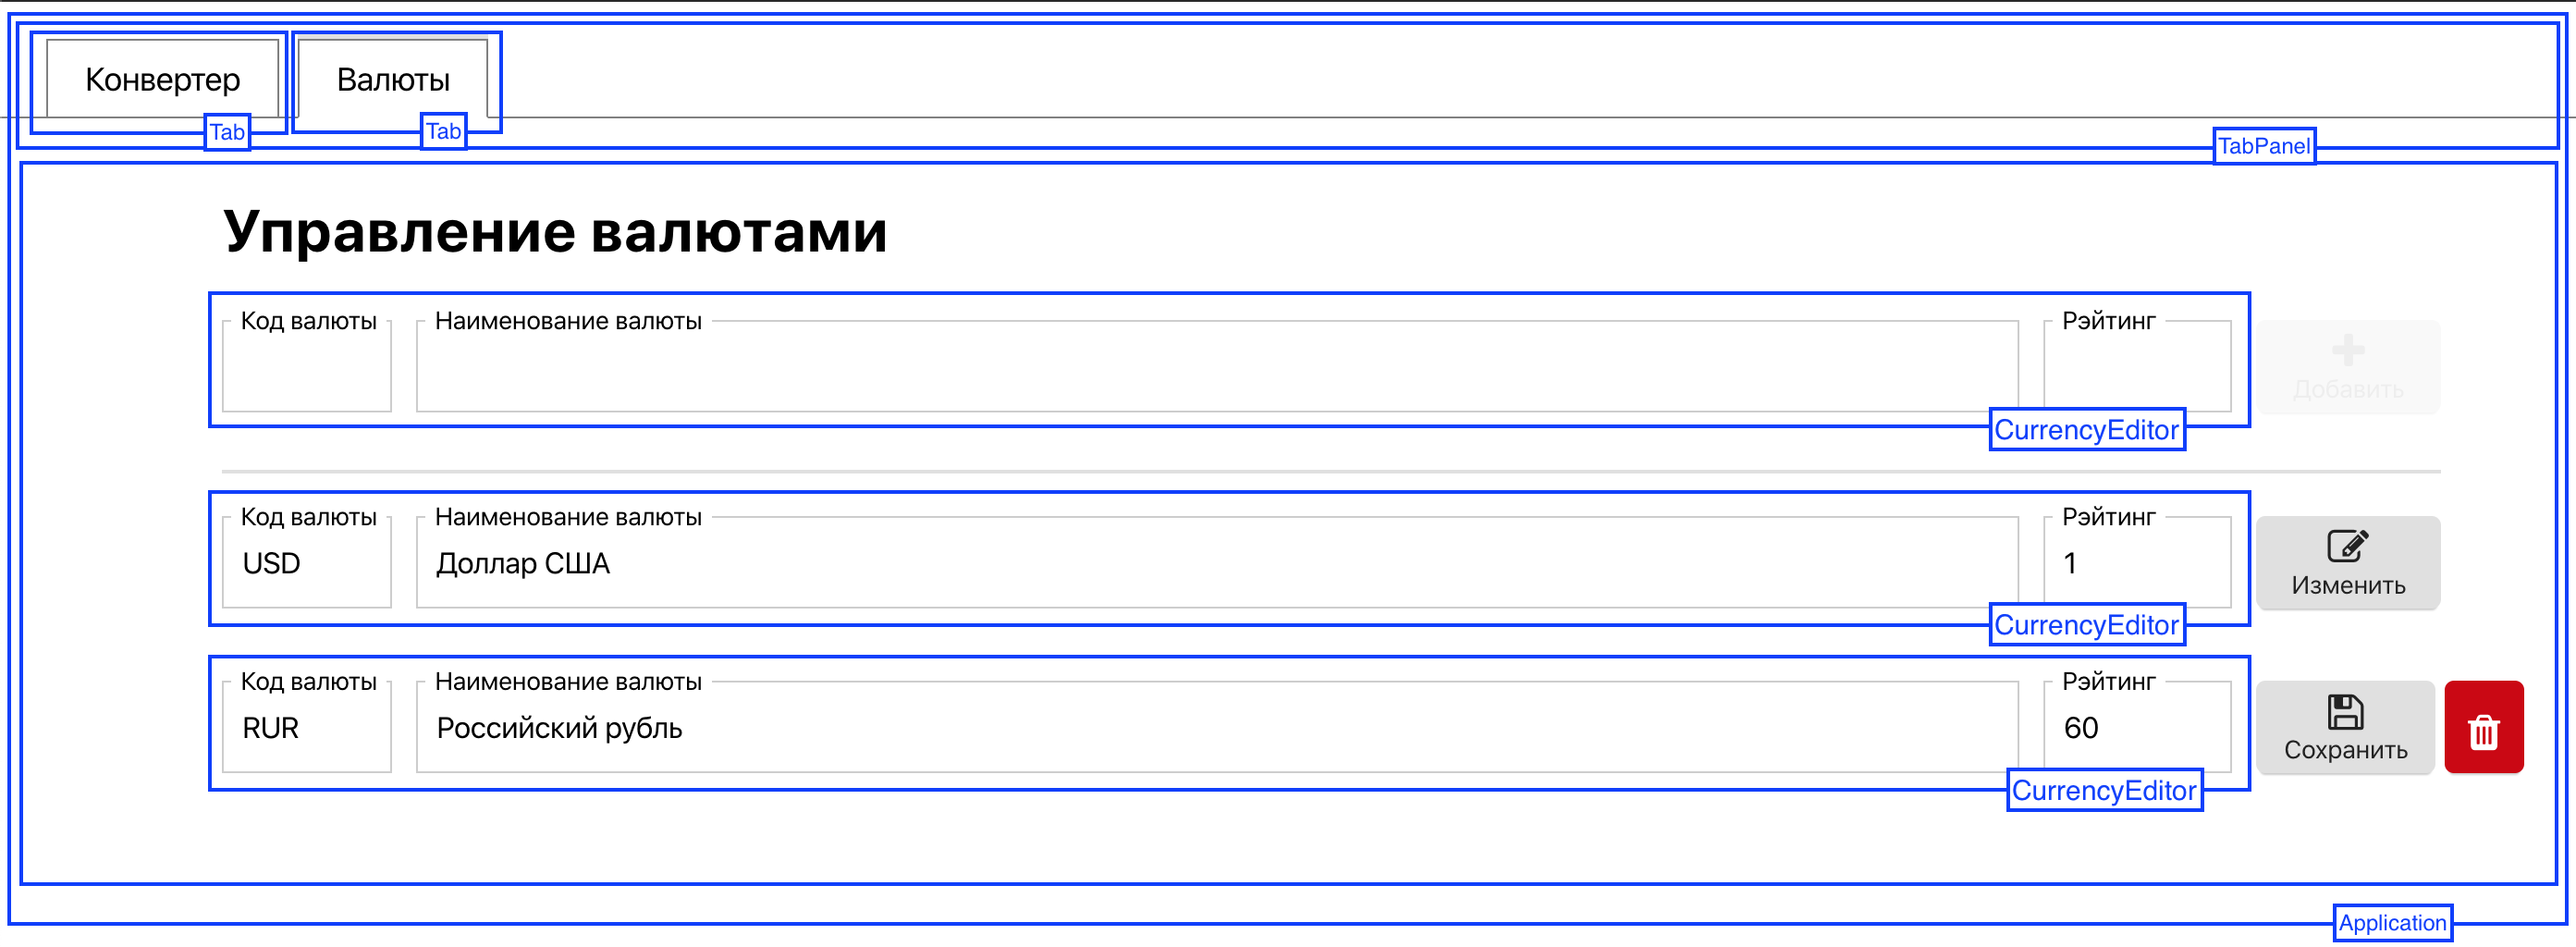 Конвертер
Валюты
Tab
Tab
TabPanel
Управление валютами
Код валюты
Наименование валюты
Рэйтинг
Добавить
CurrencyEditor
Код валюты
Наименование валюты
Рэйтинг
USD
Доллар США
1
Изменить
CurrencyEditor
Код валюты
Наименование валюты
Рэйтинг
RUR
Российский рубль
60
Сохранить
CurrencyEditor
Application